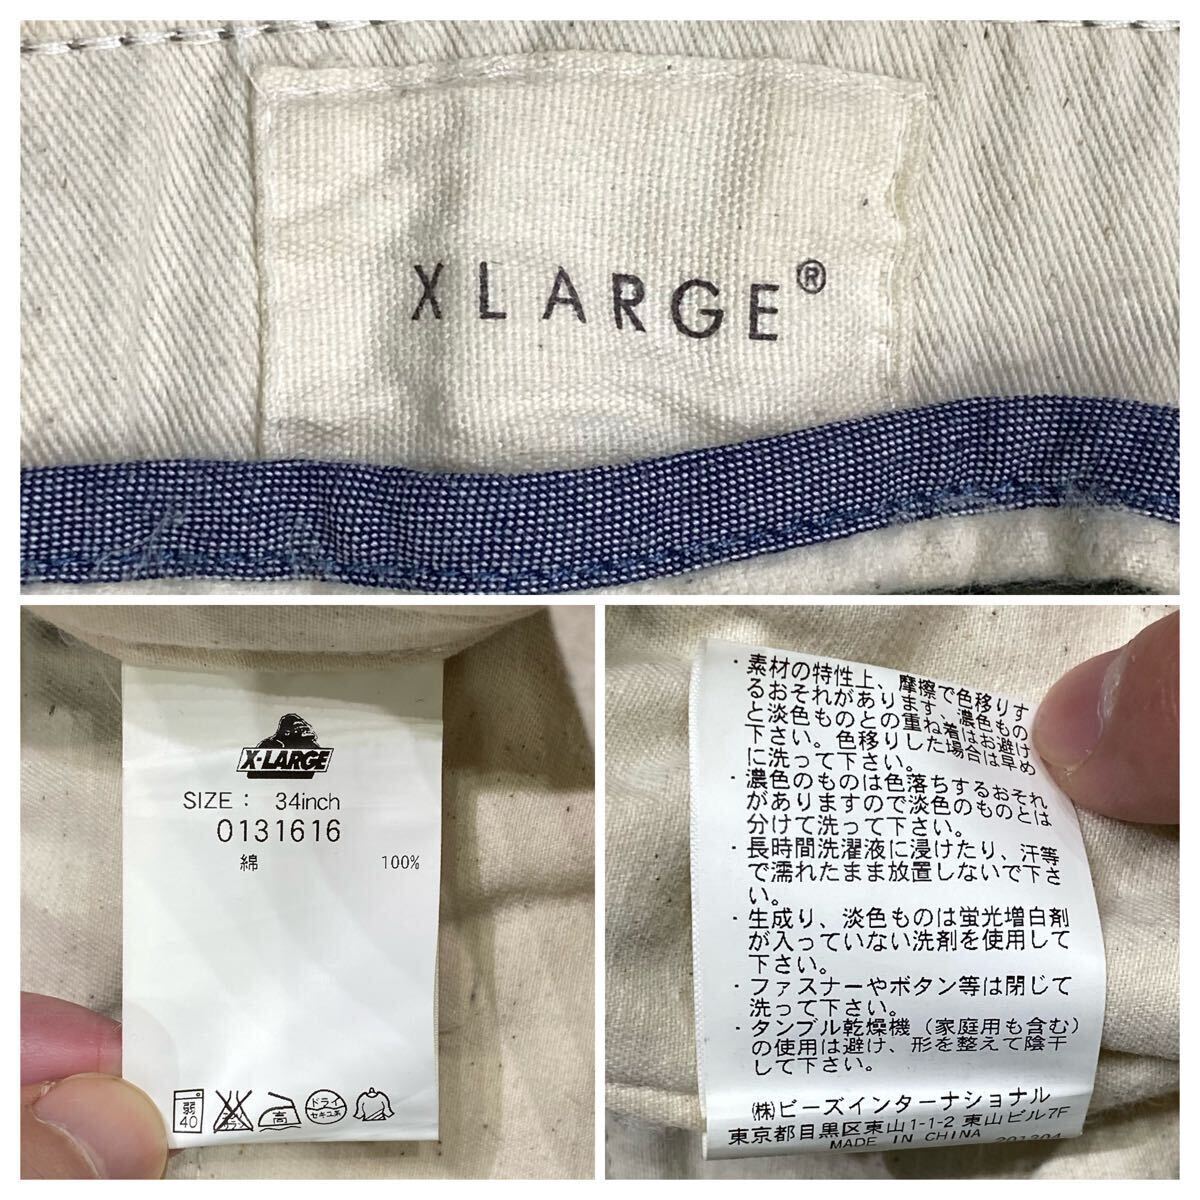 XLARGE®
X-LARGE
SIZE : 34inch
0131616
綿 100%
弱
40
高
ドライ
セキユ系
・素材の特性上、摩擦で色移りす
るおそれがあります、濃色もの
と淡色ものとの重ね着はお避け
下さい。色移りした場合は早め
に洗って下さい。
・濃色のものは色落ちするおそれ
がありますので淡色のものとは
分けて洗って下さい。
・長時間洗濯液に浸けたり、汗等
で濡れたまま放置しないで下さ
い。
・生成り、淡色ものは蛍光増白剤
が入っていない洗剤を使用して
下さい。
・ファスナーやボタン等は閉じて
洗って下さい。
・タンブル乾燥機（家庭用も含む）
の使用は避け、形を整えて陰干
して下さい。
㈱ビーズインターナショナル
東京都目黒区東山1-1-2 東山ビル7F
MADE IN CHINA 201304